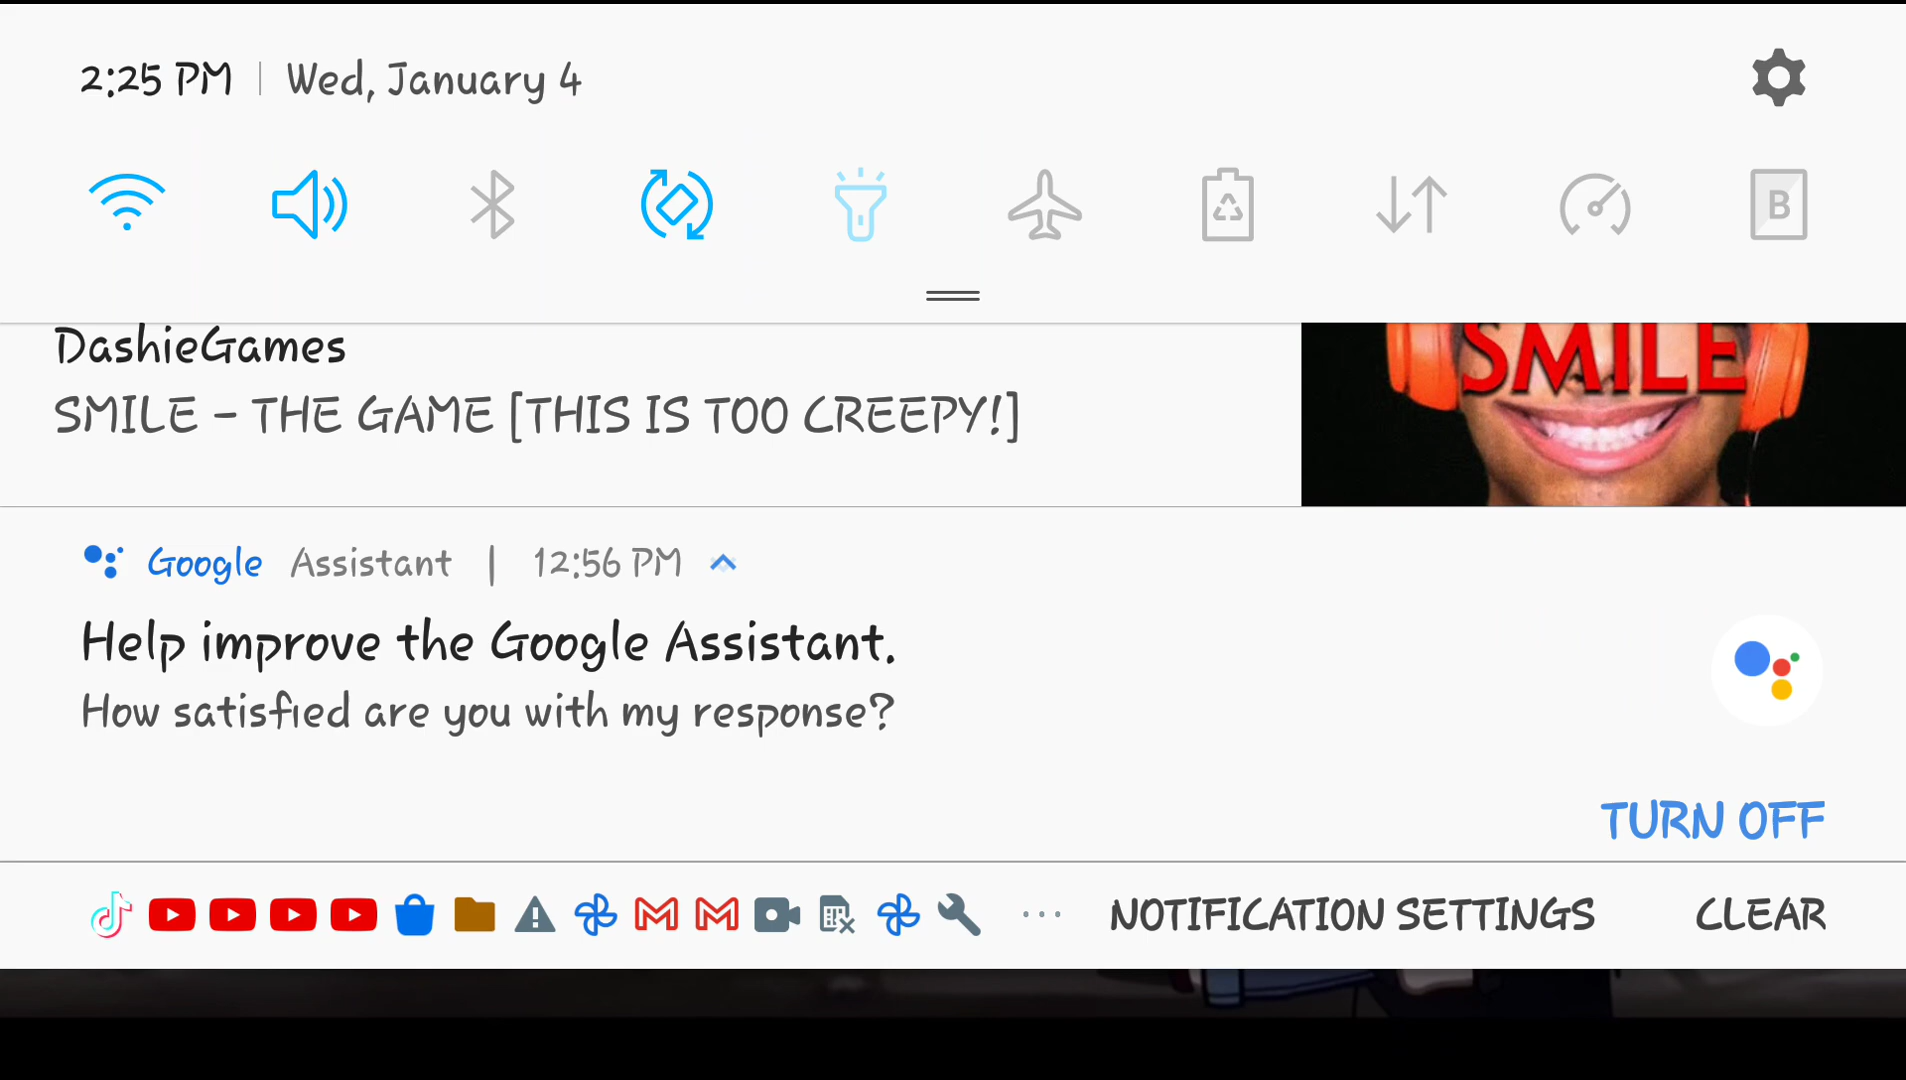 2:25 PM | Wed, January 4
B
DashieGames
SMILE - THE GAME [THIS IS TOO CREEPY!]
SMILE
Google Assistant | 12:56 PM
Help improve the Google Assistant.
How satisfied are you with my response?
TURN OFF
... NOTIFICATION SETTINGS CLEAR